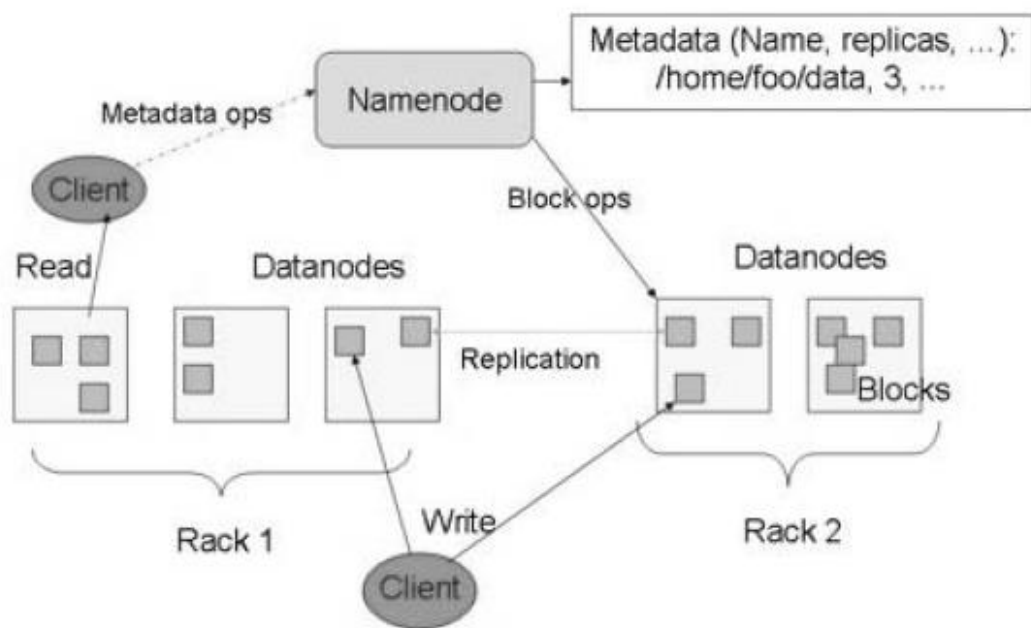 Metadata (Name, replicas, ...):
/home/foo/data, 3, ...
Namenode
Metadata ops
Client
Block ops
Read
Datanodes
Datanodes
Replication
Blocks
Rack 1
Write
Rack 2
Client